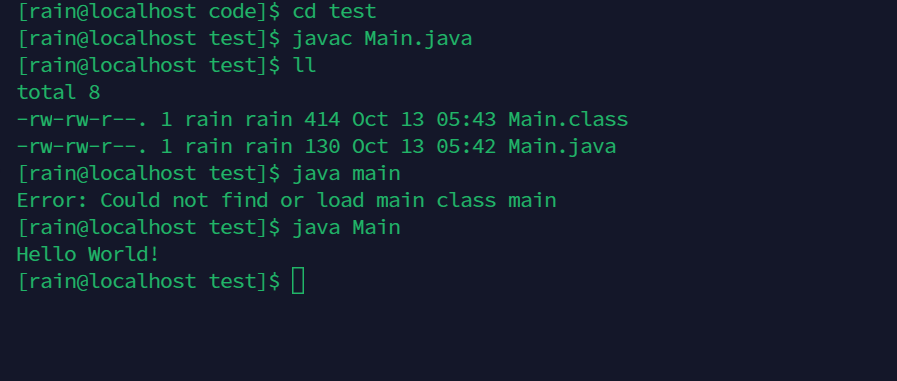 [rain@localhost code]$ cd test
[rain@localhost test]$ javac Main.java
[rain@localhost test]$ ll
total 8
-rw-rw-r--. 1 rain rain 414 Oct 13 05:43 Main.class
-rw-rw-r--. 1 rain rain 130 Oct 13 05:42 Main.java
[rain@localhost test]$ java main
Error: Could not find or load main class main
[rain@localhost test]$ java Main
Hello World!
[rain@localhost test]$